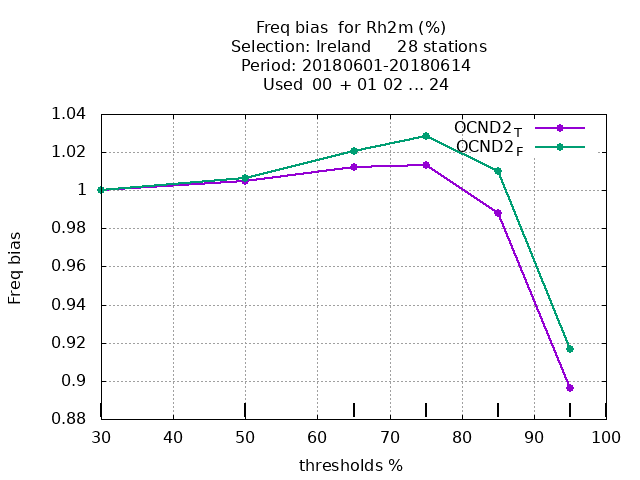 Freq bias  for Rh2m (%)
Selection: Ireland     28 stations
Period: 20180601-20180614
Used  00 + 01 02 ... 24
OCND2T
OCND2F
1.04
1.02
1
0.98
0.96
0.94
0.92
0.9
0.88
Freq bias
30 40 50 60 70 80 90 100
thresholds %